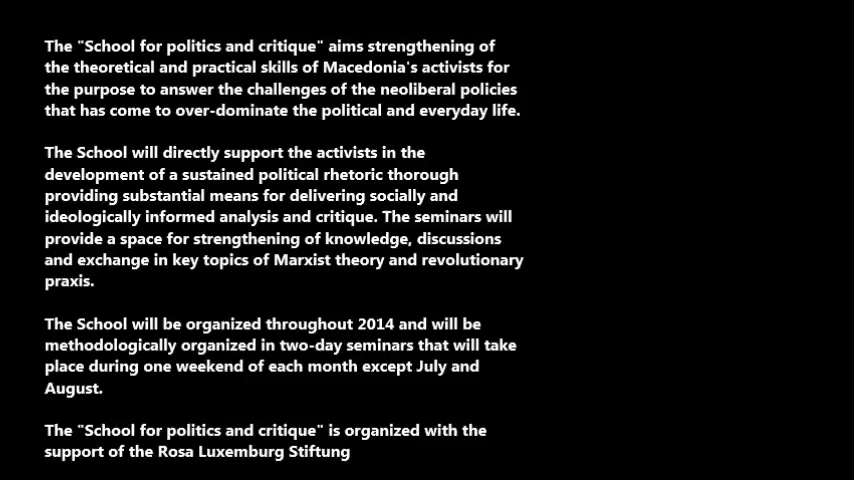 The "School for politics and critique" aims strengthening of
the theoretical and practical skills of Macedonia's activists for
the purpose to answer the challenges of the neoliberal policies
that has come to over-dominate the political and everyday life.
The School will directly support the activists in the
development of a sustained political rhetoric thorough
providing substantial means for delivering socially and
ideologically informed analysis and critique. The seminars will
provide a space for strengthening of knowledge, discussions
and exchange in key topics of Marxist theory and revolutionary
praxis.
The School will be organized throughout 2014 and will be
methodologically organized in two-day seminars that will take
place during one weekend of each month except July and
August.
The "School for politics and critique" is organized with the
support of the Rosa Luxemburg Stiftung